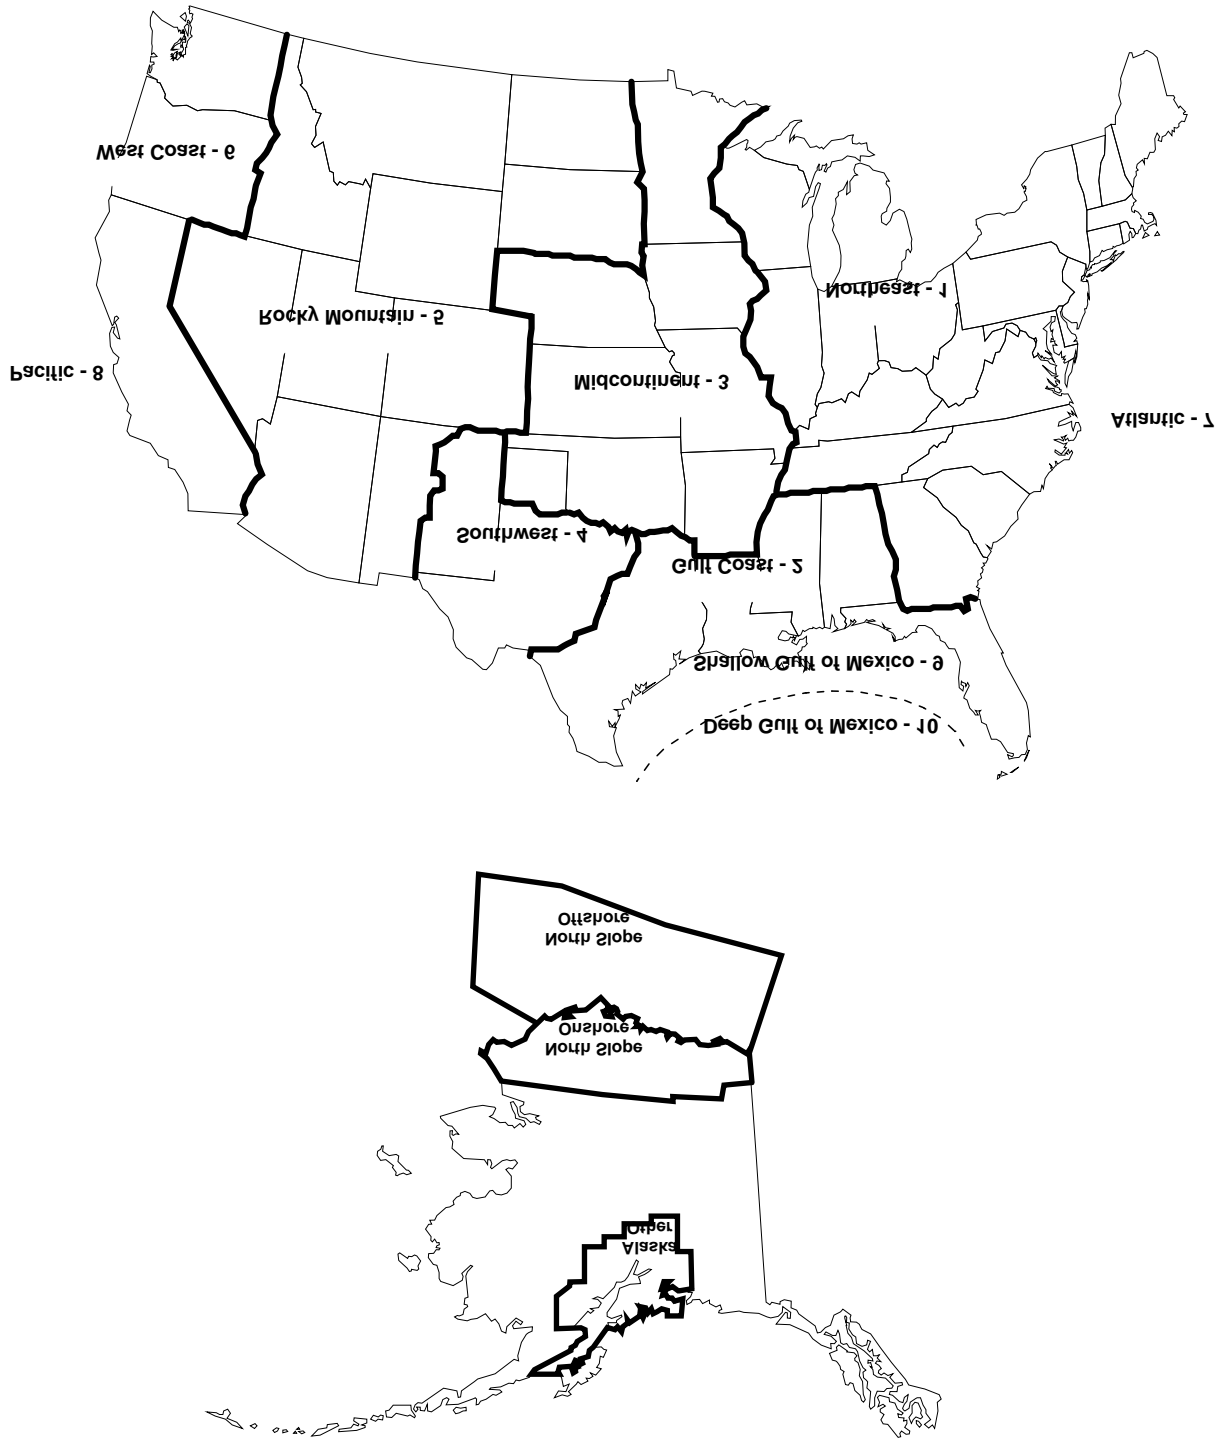 West Coast - 6
Northeast - 1
Rocky Mountain - 5
Pacific - 8
Midcontinent - 3
Atlantic - 7
Southwest - 4
Gulf Coast - 2
Shallow Gulf of Mexico - 9
Deep Gulf of Mexico - 10
Offshore
North Slope
Onshore
North Slope
Other
Alaska